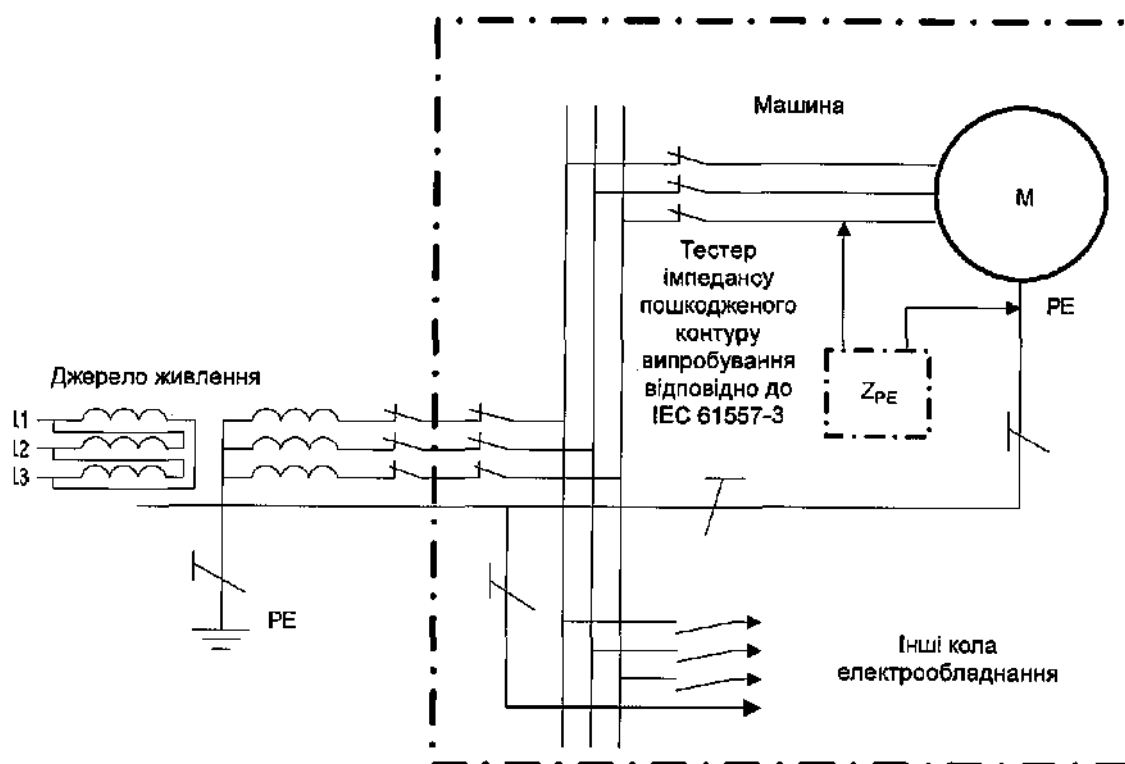 Машина
М
Тестер
імпедансу
пошкодженого
контуру
випробування
відповідно до
IEC 61557-3
PE
Z_PE
Джерело живлення
L1
L2
L3
PE
Інші кола
електрообладнання